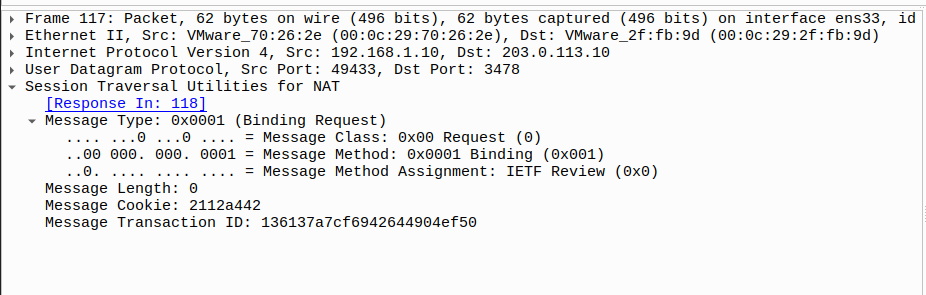 Frame 117: Packet, 62 bytes on wire (496 bits), 62 bytes captured (496 bits) on interface ens33, id
Ethernet II, Src: VMware_70:26:2e (00:0c:29:70:26:2e), Dst: VMware_2f:fb:9d (00:0c:29:2f:fb:9d)
Internet Protocol Version 4, Src: 192.168.1.10, Dst: 203.0.113.10
User Datagram Protocol, Src Port: 49433, Dst Port: 3478
Session Traversal Utilities for NAT
[Response In: 118]
Message Type: 0x0001 (Binding Request)
.... ...0 ...0 .... = Message Class: 0x00 Request (0)
..00 000. 000. 0001 = Message Method: 0x0001 Binding (0x001)
..0. .... .... .... = Message Method Assignment: IETF Review (0x0)
Message Length: 0
Message Cookie: 2112a442
Message Transaction ID: 136137a7cf6942644904ef50